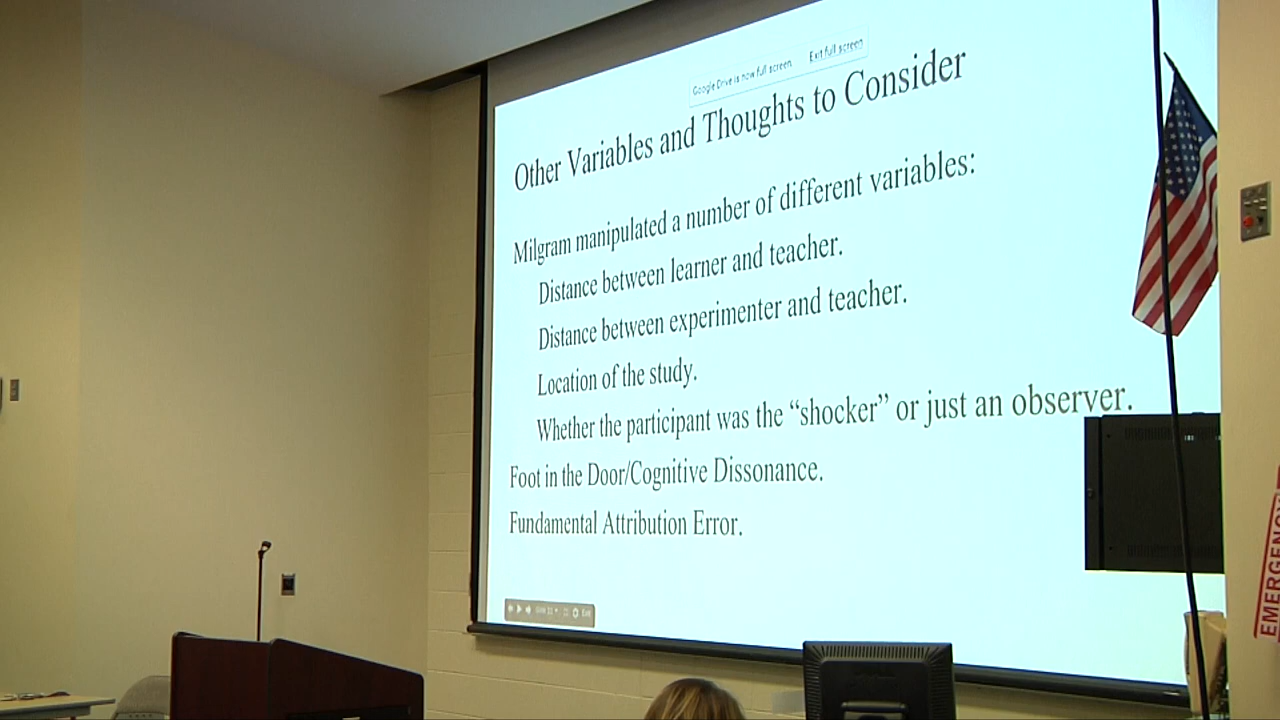 Google Drive is now full screen. Exit full screen
Other Variables and Thoughts to Consider
Milgram manipulated a number of different variables:
Distance between learner and teacher.
Distance between experimenter and teacher.
Location of the study.
Whether the participant was the “shocker” or just an observer.
Foot in the Door/Cognitive Dissonance.
Fundamental Attribution Error.
EMERGENCY